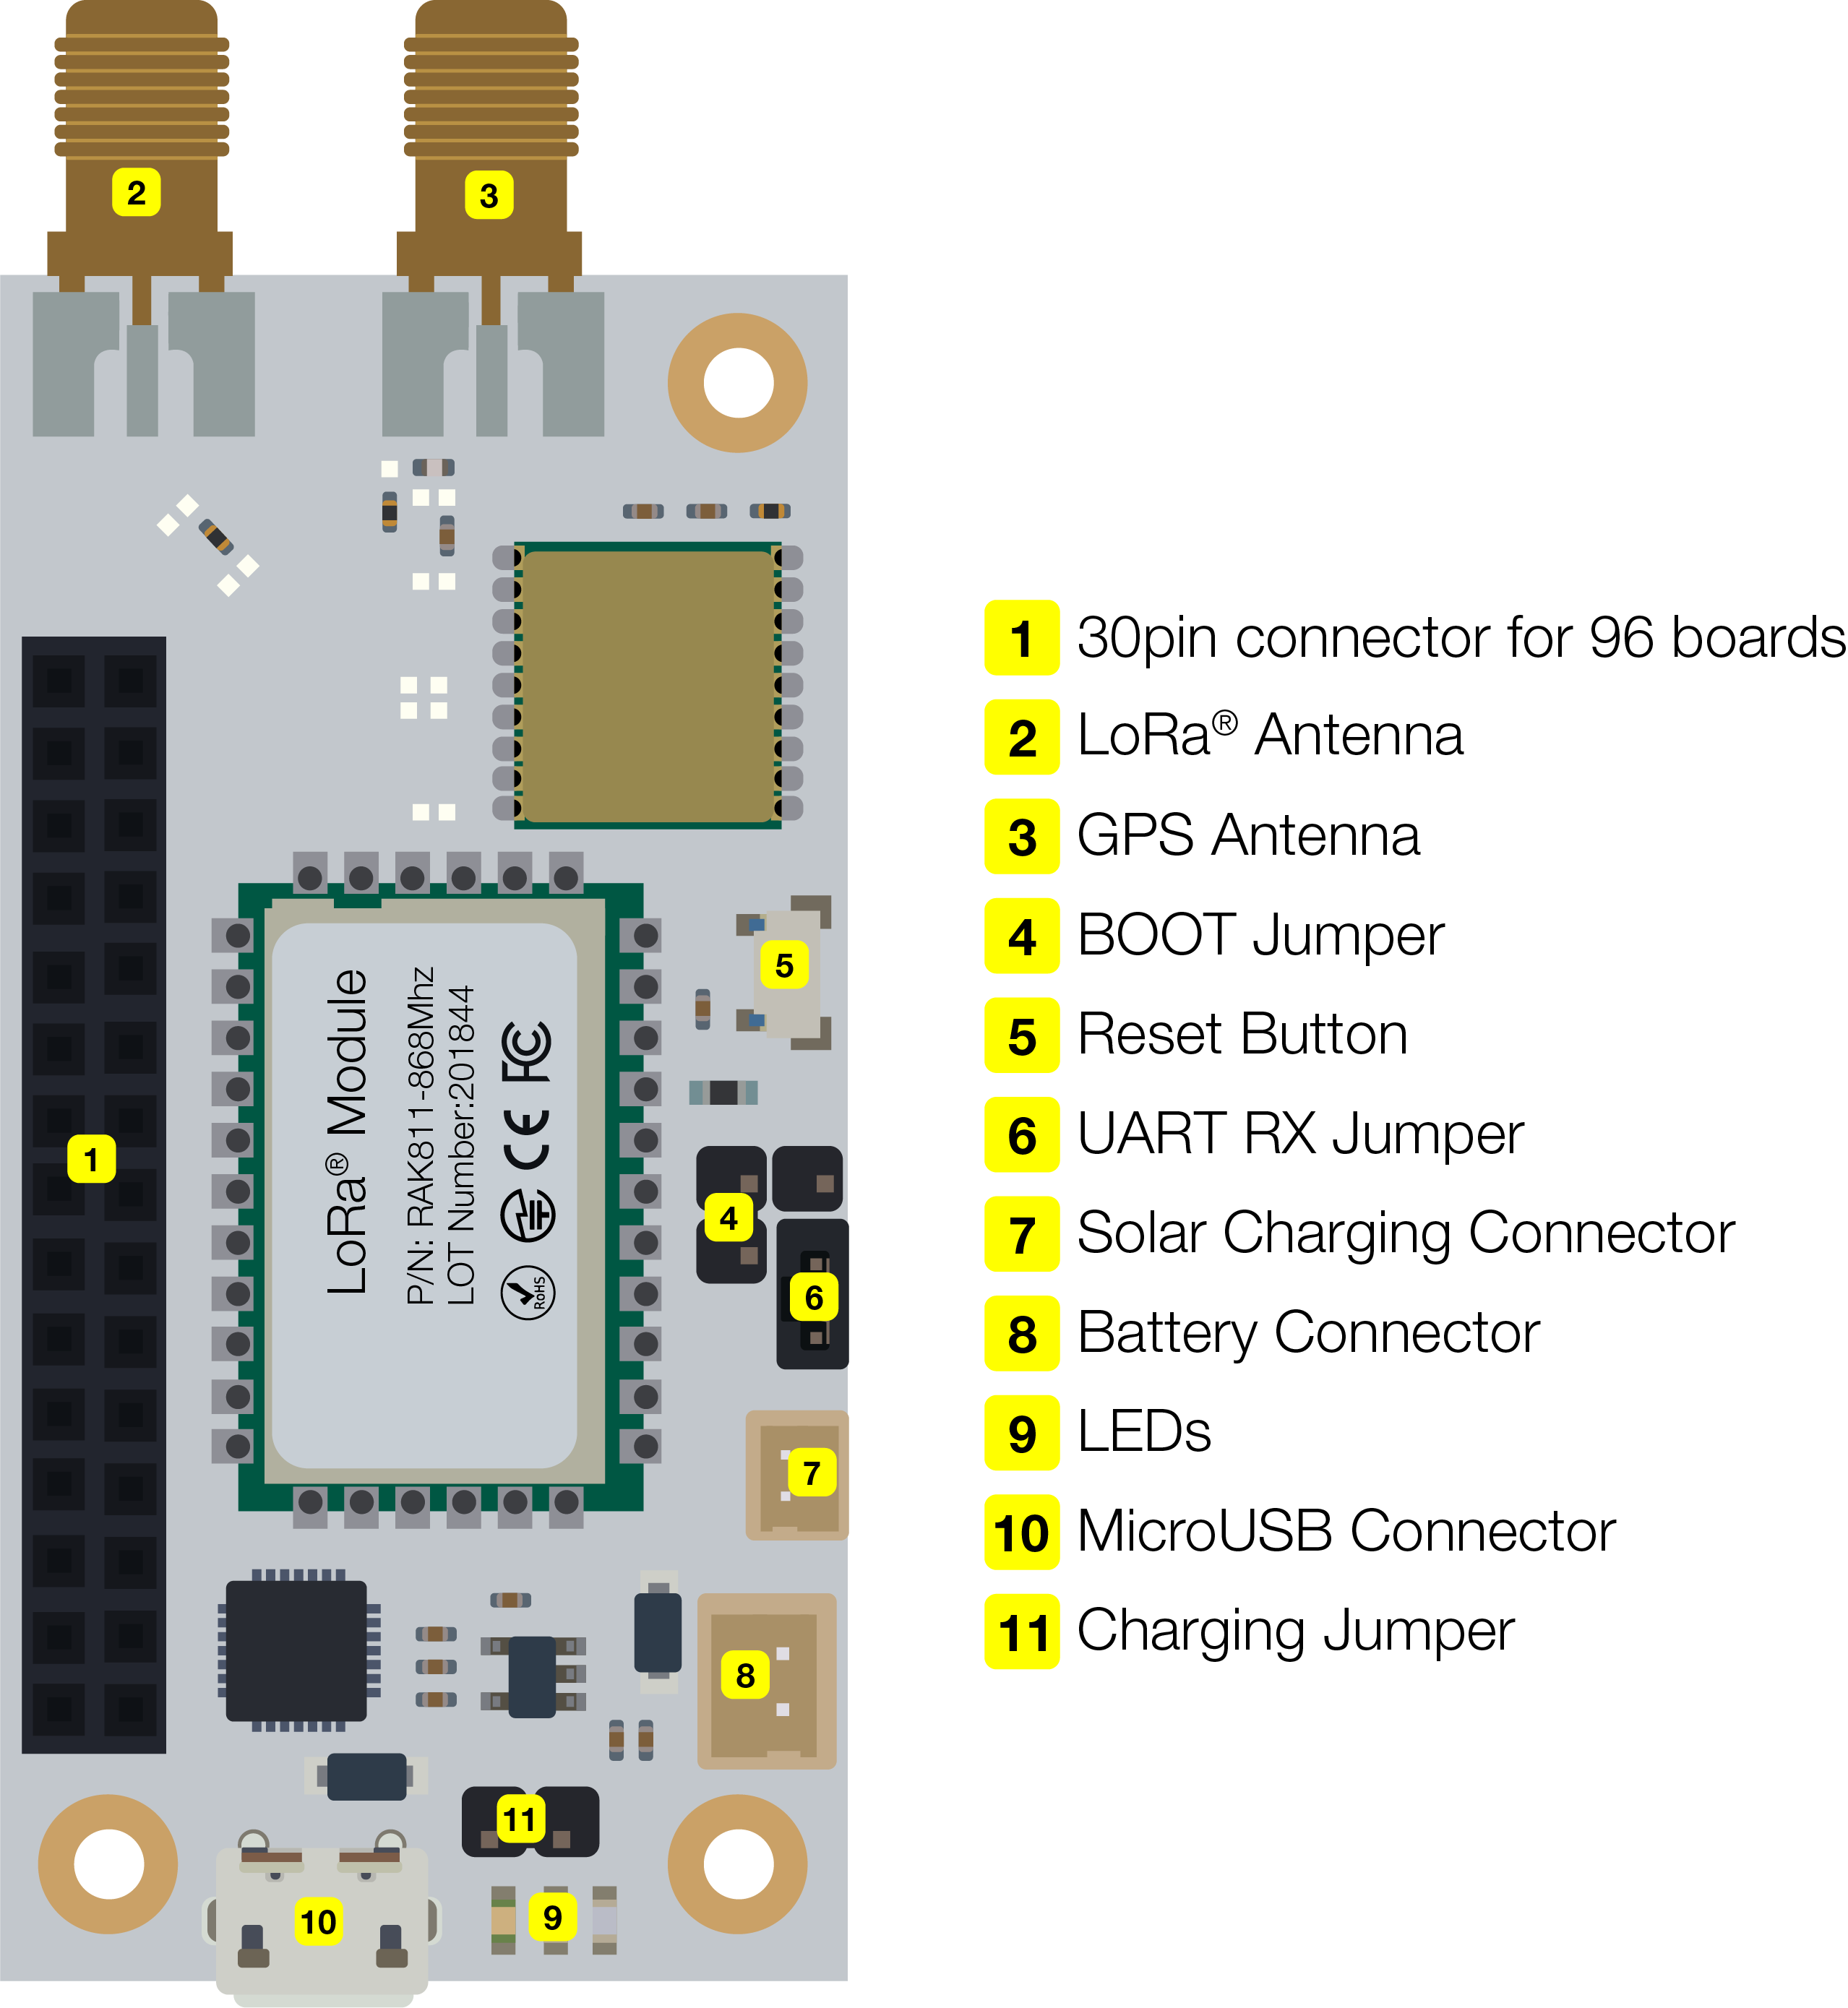 2
3
5
LoRa® Module
P/N: RAK811-868Mhz
LOT Number:201844
FCC
CE
RoHS
1
4
6
7
8
11
9
10
1 30pin connector for 96 boards
2 LoRa® Antenna
3 GPS Antenna
4 BOOT Jumper
5 Reset Button
6 UART RX Jumper
7 Solar Charging Connector
8 Battery Connector
9 LEDs
10 MicroUSB Connector
11 Charging Jumper